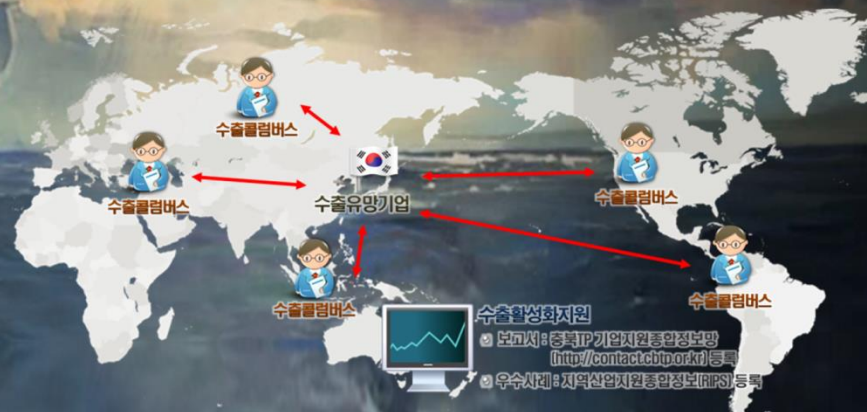 수출콜럼버스
수출콜럼버스
수출유망기업
수출콜럼버스
수출콜럼버스
수출콜럼버스
수출활성화지원
보고서 : 충북TP 기업지원종합정보망
(http://contact.cbtp.or.kr) 등록
우수사례 : 지역산업지원종합정보(RIPS) 등록